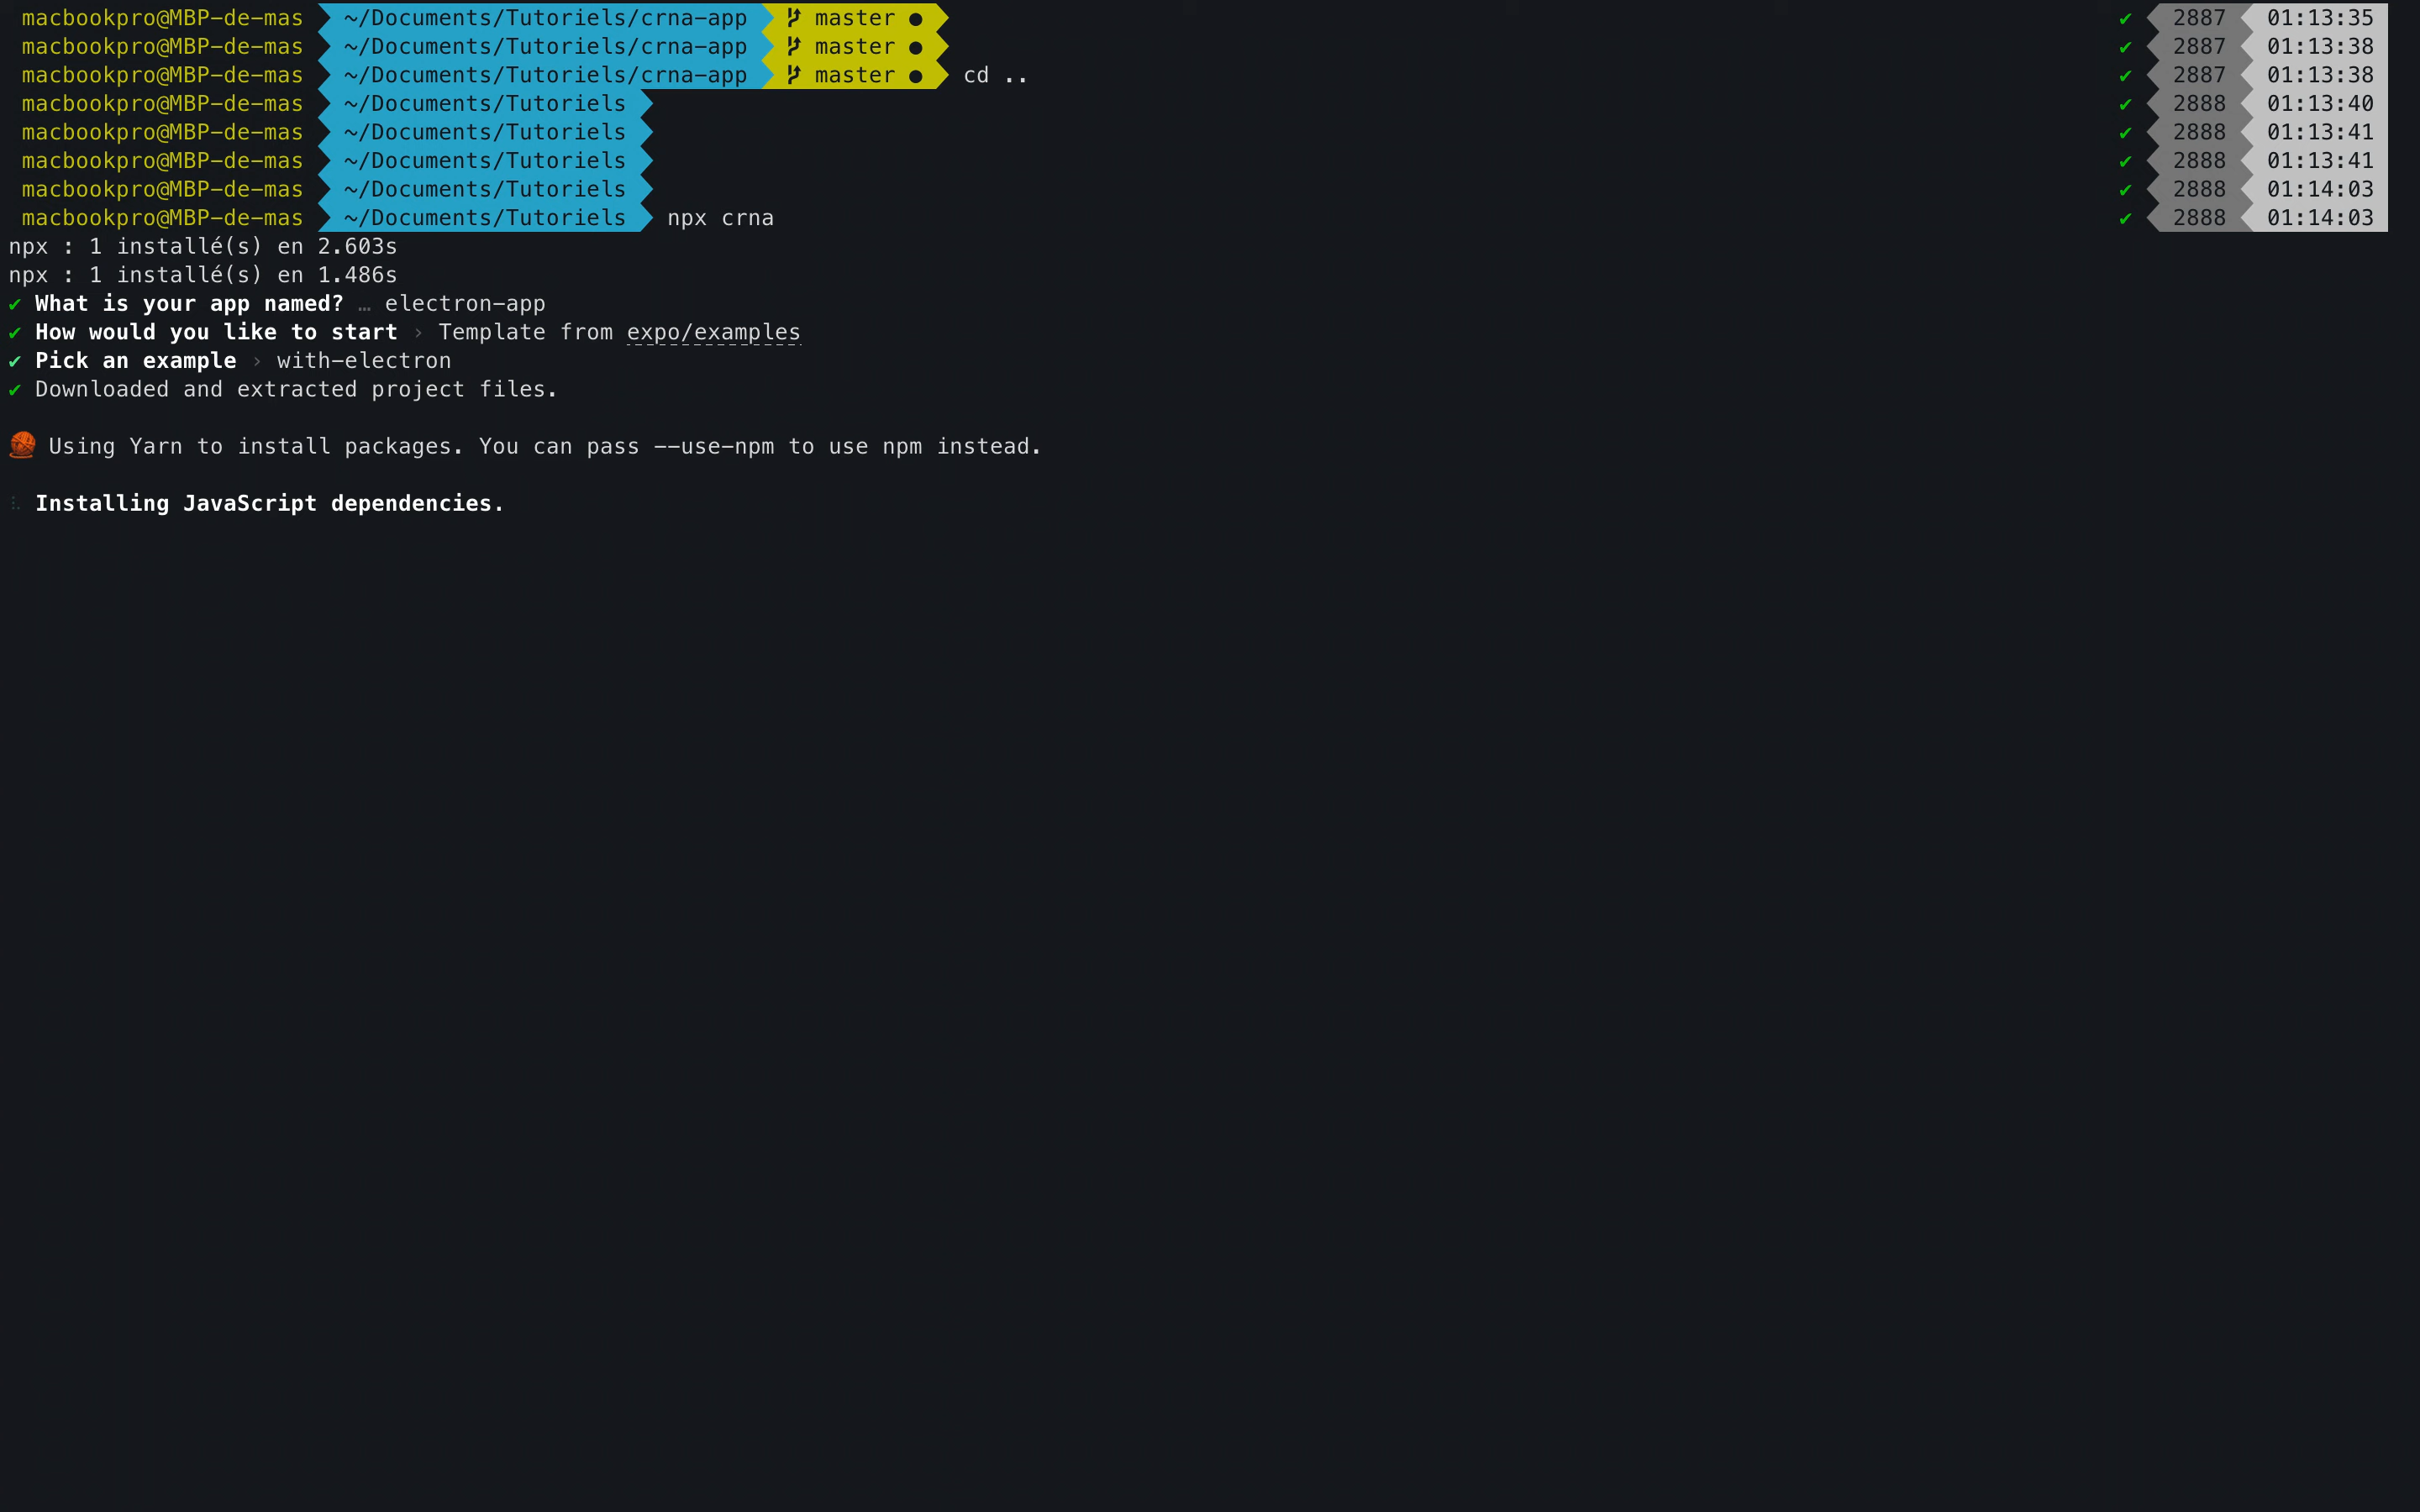 macbookpro@MBP-de-mas ~/Documents/Tutoriels/crna-app master ● ✔ 2887 01:13:35
macbookpro@MBP-de-mas ~/Documents/Tutoriels/crna-app master ● ✔ 2887 01:13:38
macbookpro@MBP-de-mas ~/Documents/Tutoriels/crna-app master ● cd .. ✔ 2887 01:13:38
macbookpro@MBP-de-mas ~/Documents/Tutoriels ✔ 2888 01:13:40
macbookpro@MBP-de-mas ~/Documents/Tutoriels ✔ 2888 01:13:41
macbookpro@MBP-de-mas ~/Documents/Tutoriels ✔ 2888 01:13:41
macbookpro@MBP-de-mas ~/Documents/Tutoriels ✔ 2888 01:14:03
macbookpro@MBP-de-mas ~/Documents/Tutoriels npx crna ✔ 2888 01:14:03
npx : 1 installé(s) en 2.603s
npx : 1 installé(s) en 1.486s
✔ What is your app named? … electron-app
✔ How would you like to start › Template from expo/examples
✔ Pick an example › with-electron
✔ Downloaded and extracted project files.
🧶 Using Yarn to install packages. You can pass --use-npm to use npm instead.
Installing JavaScript dependencies.